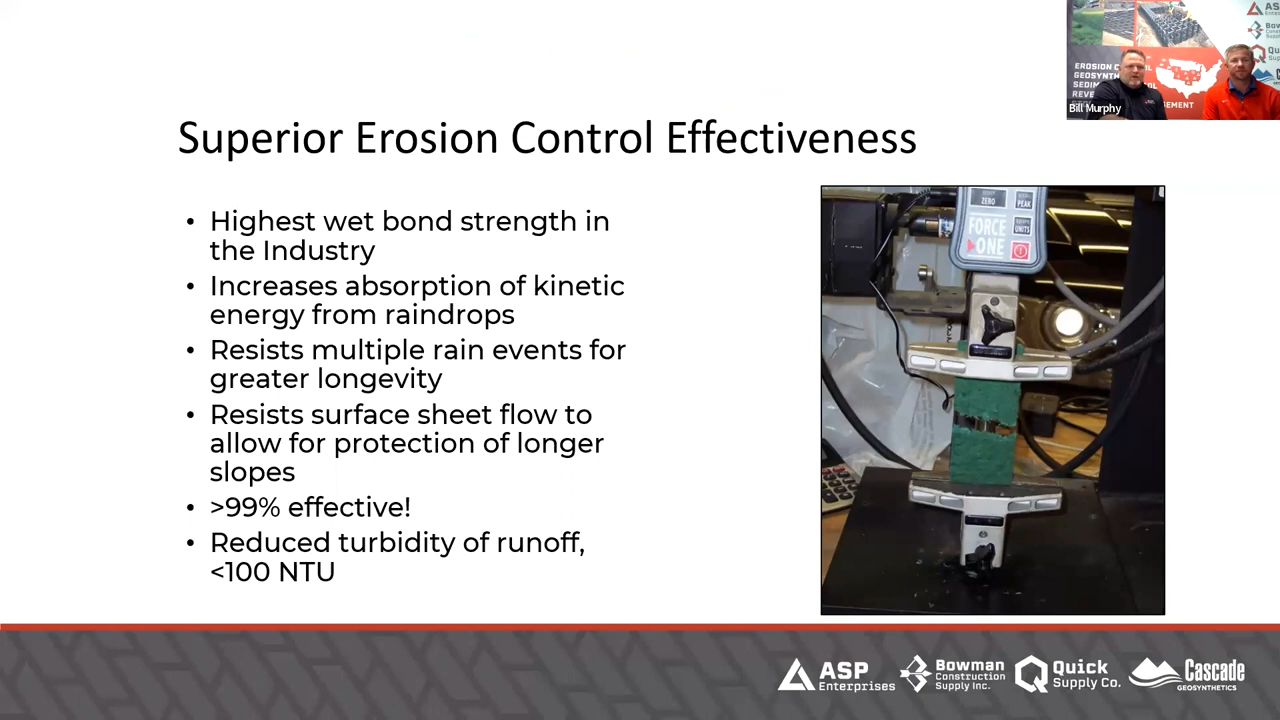 ASP
Bill Murphy
Superior Erosion Control Effectiveness
• Highest wet bond strength in
the Industry
• Increases absorption of kinetic
energy from raindrops
• Resists multiple rain events for
greater longevity
• Resists surface sheet flow to
allow for protection of longer
slopes
• >99% effective!
• Reduced turbidity of runoff,
<100 NTU
ZERO
PEAK
UNITS
FORCE
ONE
ASP
Enterprises
Bowman
Construction
Supply Inc.
Quick
Supply Co.
Cascade
GEOSYNTHETICS